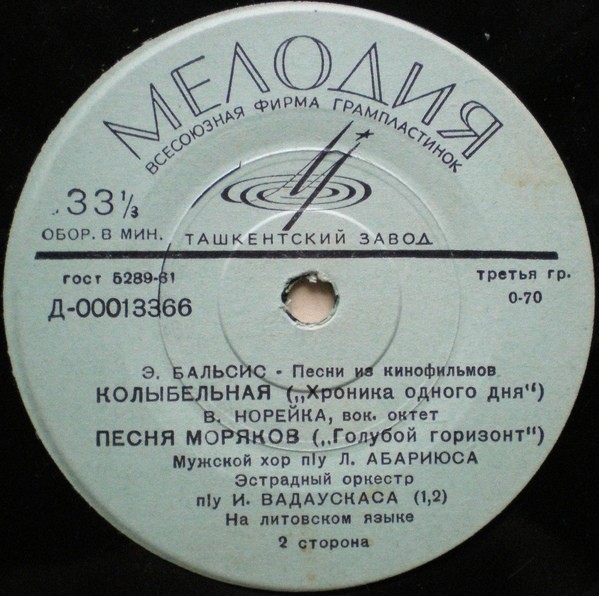 МЕЛОДИЯ
ВСЕСОЮЗНАЯ ФИРМА ГРАМПЛАСТИНОК
33⅓
ОБОР. В МИН.
ТАШКЕНТСКИЙ ЗАВОД
гост 5289-61
третья гр.
Д-00013366
0-70
Э. БАЛЬСИС - Песни из кинофильмов
КОЛЫБЕЛЬНАЯ („Хроника одного дня")
В. НОРЕЙКА, вок. октет
ПЕСНЯ МОРЯКОВ („Голубой горизонт")
Мужской хор п/у Л. АБАРИЮСА
Эстрадный оркестр
п/у И. ВАДАУСКАСА (1,2)
На литовском языке
2 сторона